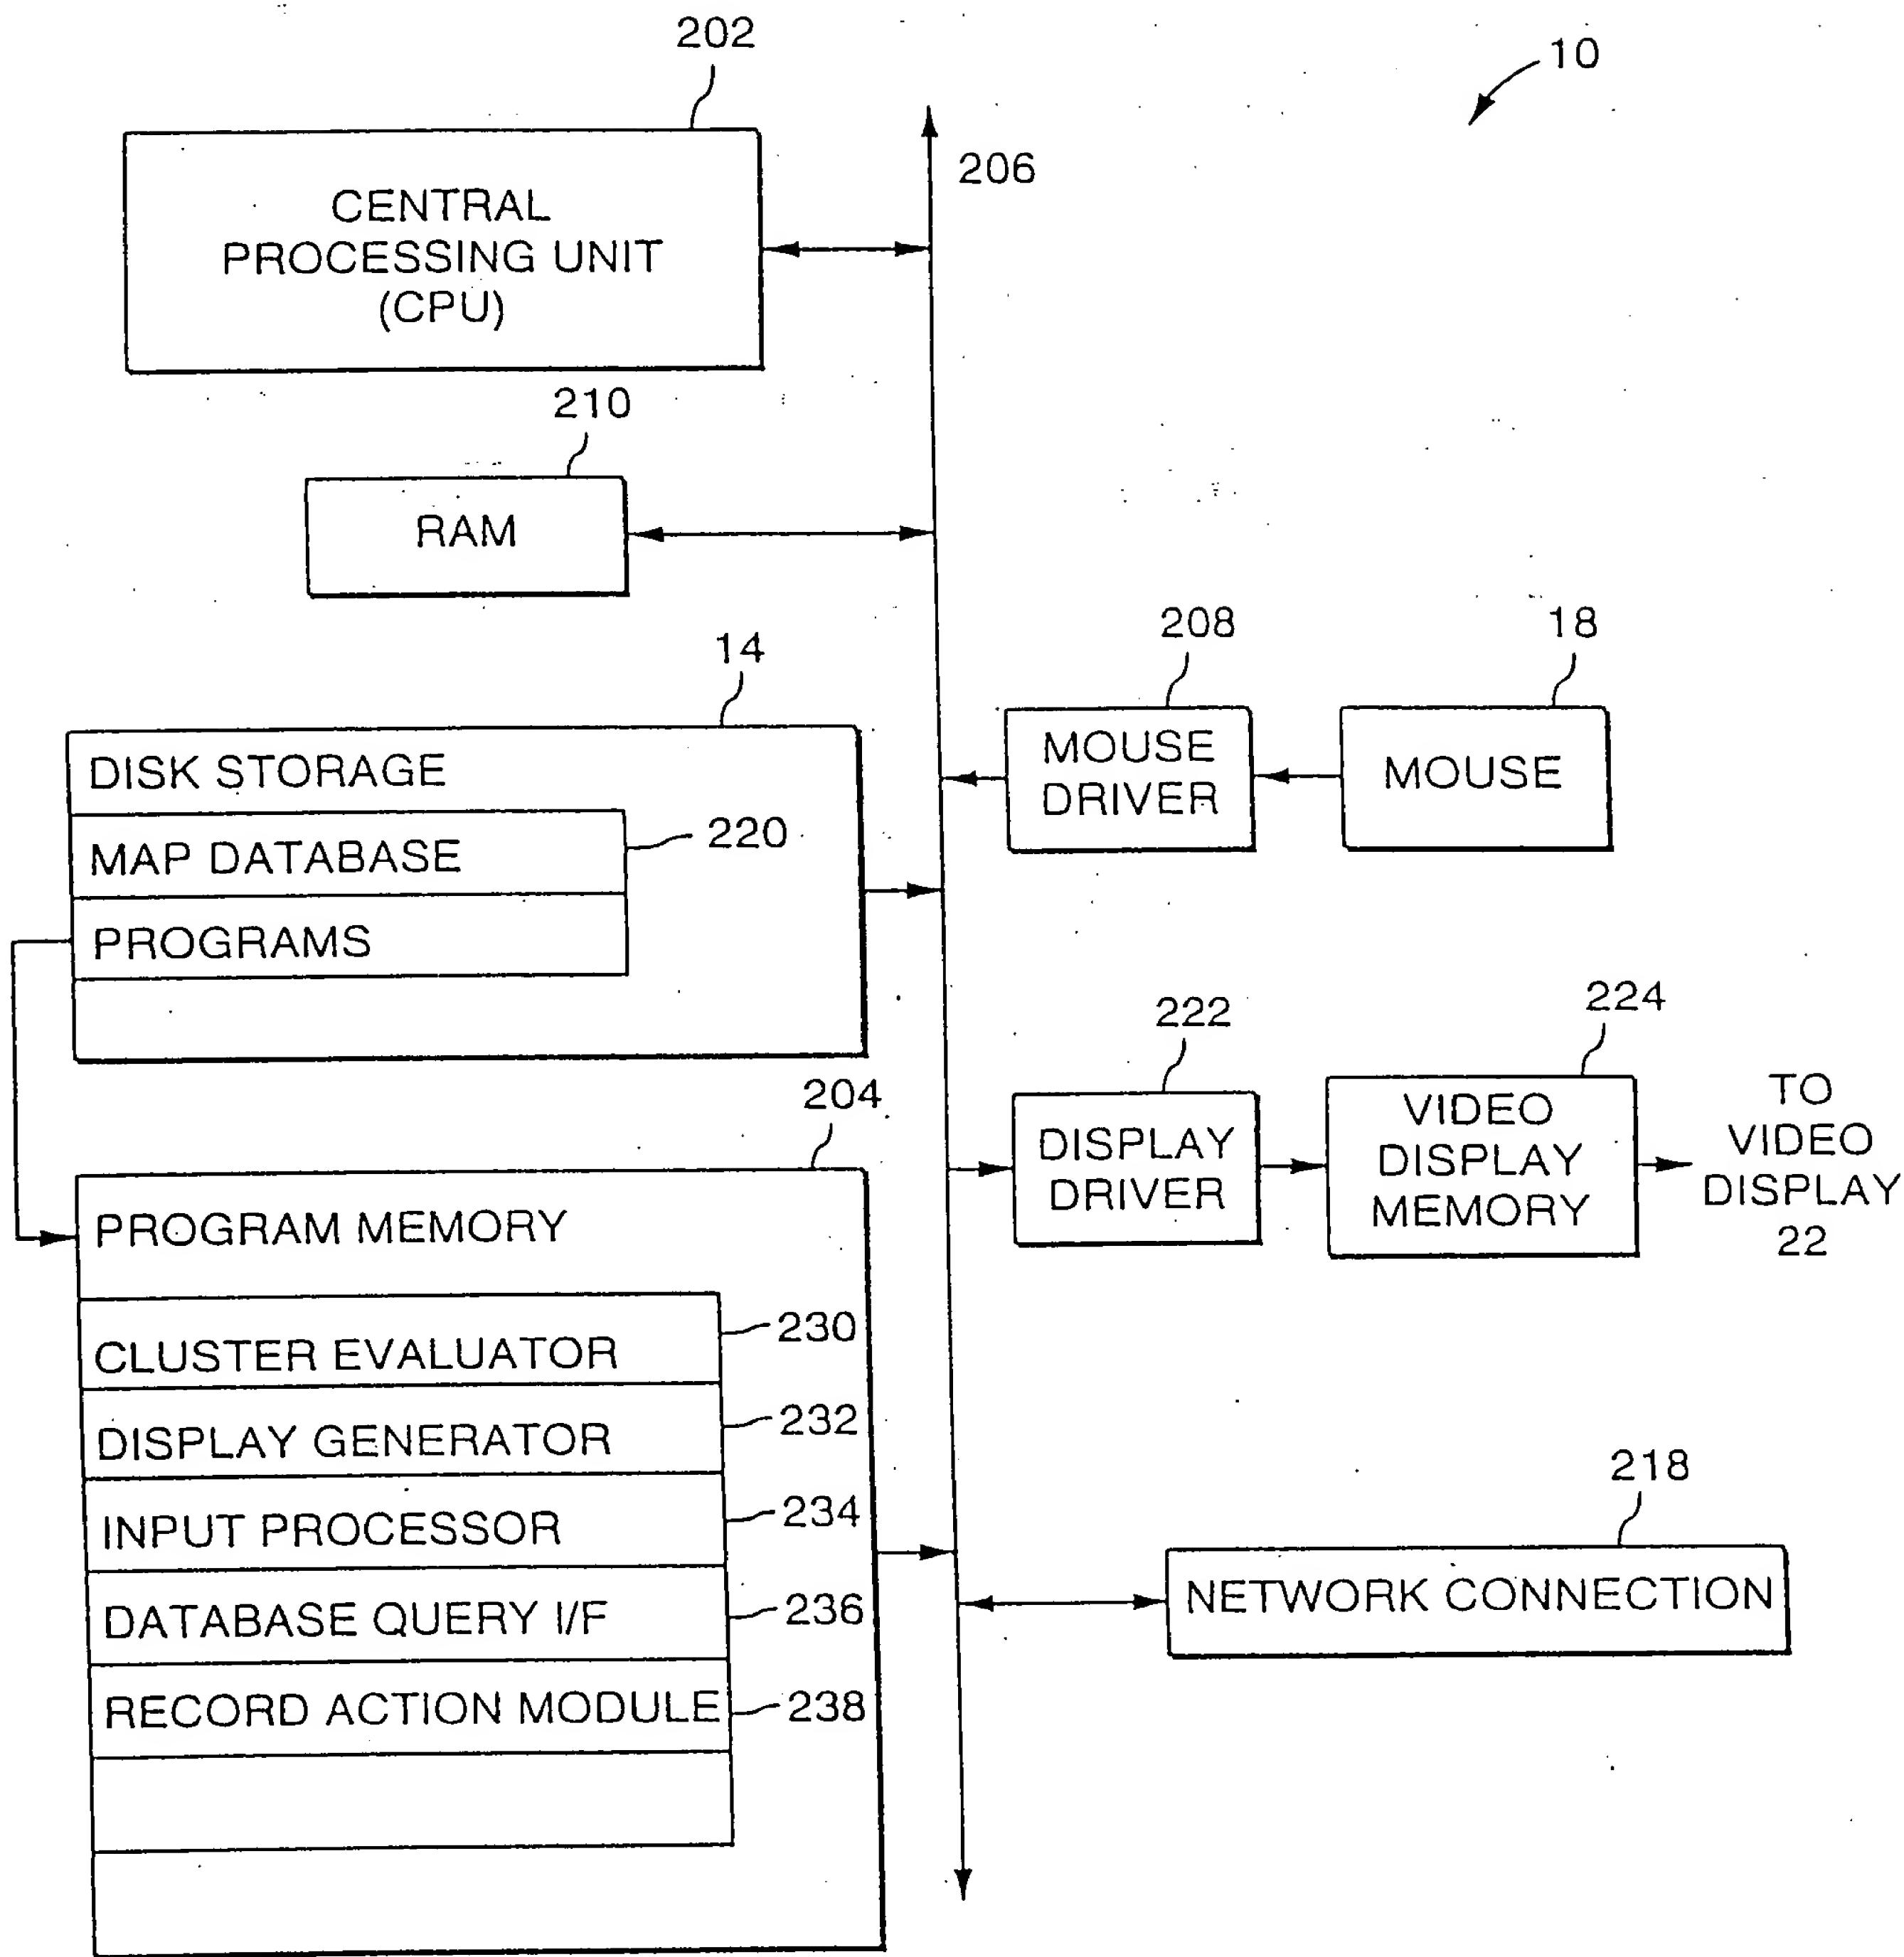 202
10
206
CENTRAL
PROCESSING UNIT
(CPU)
210
RAM
208
18
14
MOUSE
DRIVER
MOUSE
DISK STORAGE
220
MAP DATABASE
PROGRAMS
222
224
204
DISPLAY
DRIVER
VIDEO
DISPLAY
MEMORY
TO
VIDEO
DISPLAY
22
PROGRAM MEMORY
230
CLUSTER EVALUATOR
232
DISPLAY GENERATOR
234
INPUT PROCESSOR
236
DATABASE QUERY I/F
238
RECORD ACTION MODULE
218
NETWORK CONNECTION